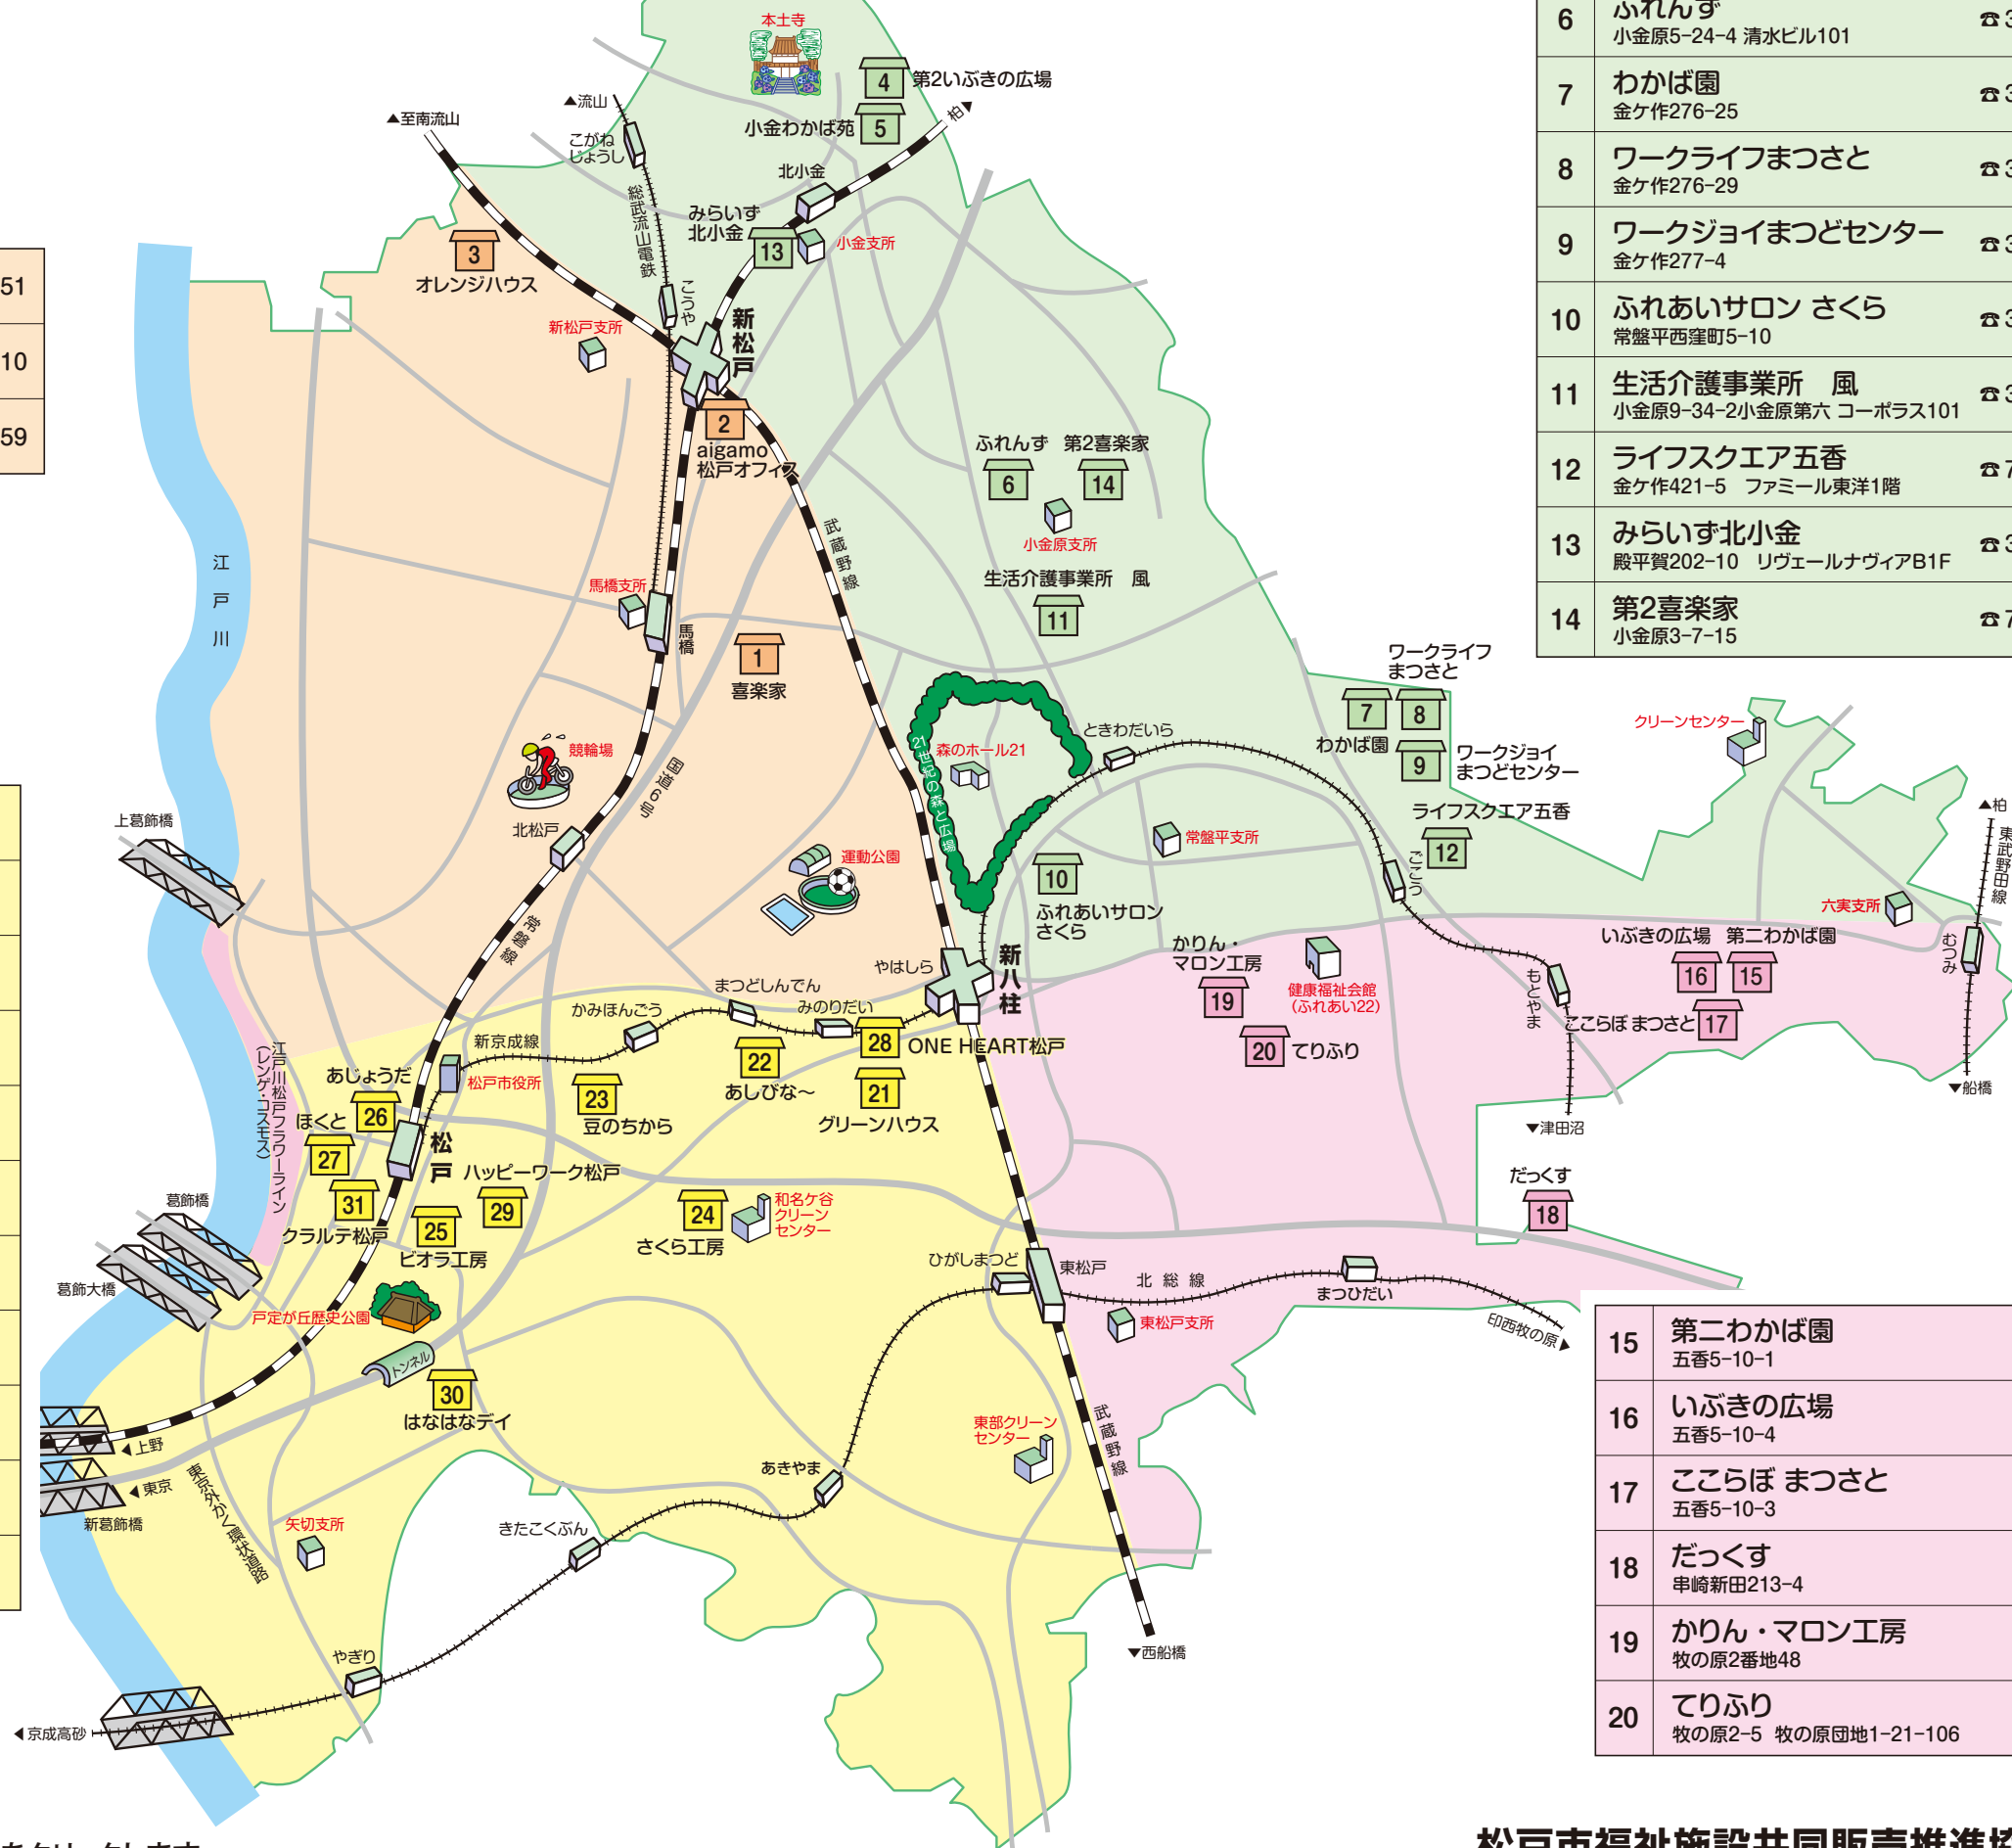 本土寺
4
第2いぶきの広場
小金わかば苑
5
▲流山
▲至南流山
柏▲
こがね
じょうし
北小金
総武流山電鉄
みらいず
北小金
13
小金支所
3
オレンジハウス
こうや
新松戸
新松戸支所
2
aigamo
松戸オフィス
武蔵野線
ふれんず
第2喜楽家
6
14
小金原支所
生活介護事業所　風
11
江戸川
馬橋支所
馬橋
1
喜楽家
ワークライフ
まつさと
7
8
わかば園
9
ワークジョイ
まつどセンター
ライフスクエア五香
12
クリーンセンター
ときわだいら
21世紀の森と広場
森のホール21
競輪場
国道6号
北松戸
上葛飾橋
運動公園
常盤平支所
10
ふれあいサロン
さくら
ごこう
▲柏
東武野田線
六実支所
むつみ
いぶきの広場
第二わかば園
16
15
ここらぼ まつさと
17
もとやま
▼船橋
▼津田沼
かりん・
マロン工房
19
健康福祉会館
(ふれあい22)
20
てりふり
常磐線
やはしら
新八柱
まつどしんでん
みのりだい
かみほんごう
新京成線
28
ONE HEART松戸
22
あしびな～
21
グリーンハウス
23
豆のちから
松戸市役所
あじょうだ
26
ほくと
27
松戸
江戸川松戸フラワーライン
(レンゲ・コスモス)
31
クラルテ松戸
ハッピーワーク松戸
29
25
ビオラ工房
24
さくら工房
和名ケ谷
クリーン
センター
葛飾橋
葛飾大橋
戸定が丘歴史公園
トンネル
30
はなはなデイ
だっくす
18
ひがしまつど
東松戸
北総線
まつひだい
東松戸支所
印西牧の原▶
武蔵野線
東部クリーン
センター
◀上野
◀東京
新葛飾橋
東京外かく環状道路
矢切支所
あきやま
きたこくぶん
やぎり
◀京成高砂
▼西船橋
51
10
59
6 ふれんず ☎3
小金原5-24-4 清水ビル101
7 わかば園 ☎3
金ケ作276-25
8 ワークライフまつさと ☎3
金ケ作276-29
9 ワークジョイまつどセンター ☎3
金ケ作277-4
10 ふれあいサロン さくら ☎3
常盤平西窪町5-10
11 生活介護事業所　風 ☎3
小金原9-34-2小金原第六 コーポラス101
12 ライフスクエア五香 ☎7
金ケ作421-5　ファミール東洋1階
13 みらいず北小金 ☎3
殿平賀202-10　リヴェールナヴィアB1F
14 第2喜楽家 ☎7
小金原3-7-15
15 第二わかば園
五香5-10-1
16 いぶきの広場
五香5-10-4
17 ここらぼ まつさと
五香5-10-3
18 だっくす
串崎新田213-4
19 かりん・マロン工房
牧の原2番地48
20 てりふり
牧の原2-5 牧の原団地1-21-106
松戸市福祉施設共同販売推進協